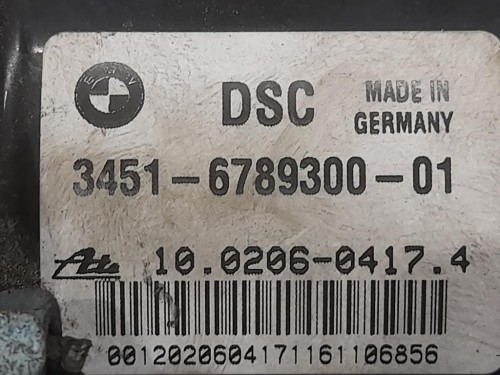 BMW
DSC
MADE IN
GERMANY
3451-6789300-01
Ate 10.0206-0417.4
0012020604171161106856